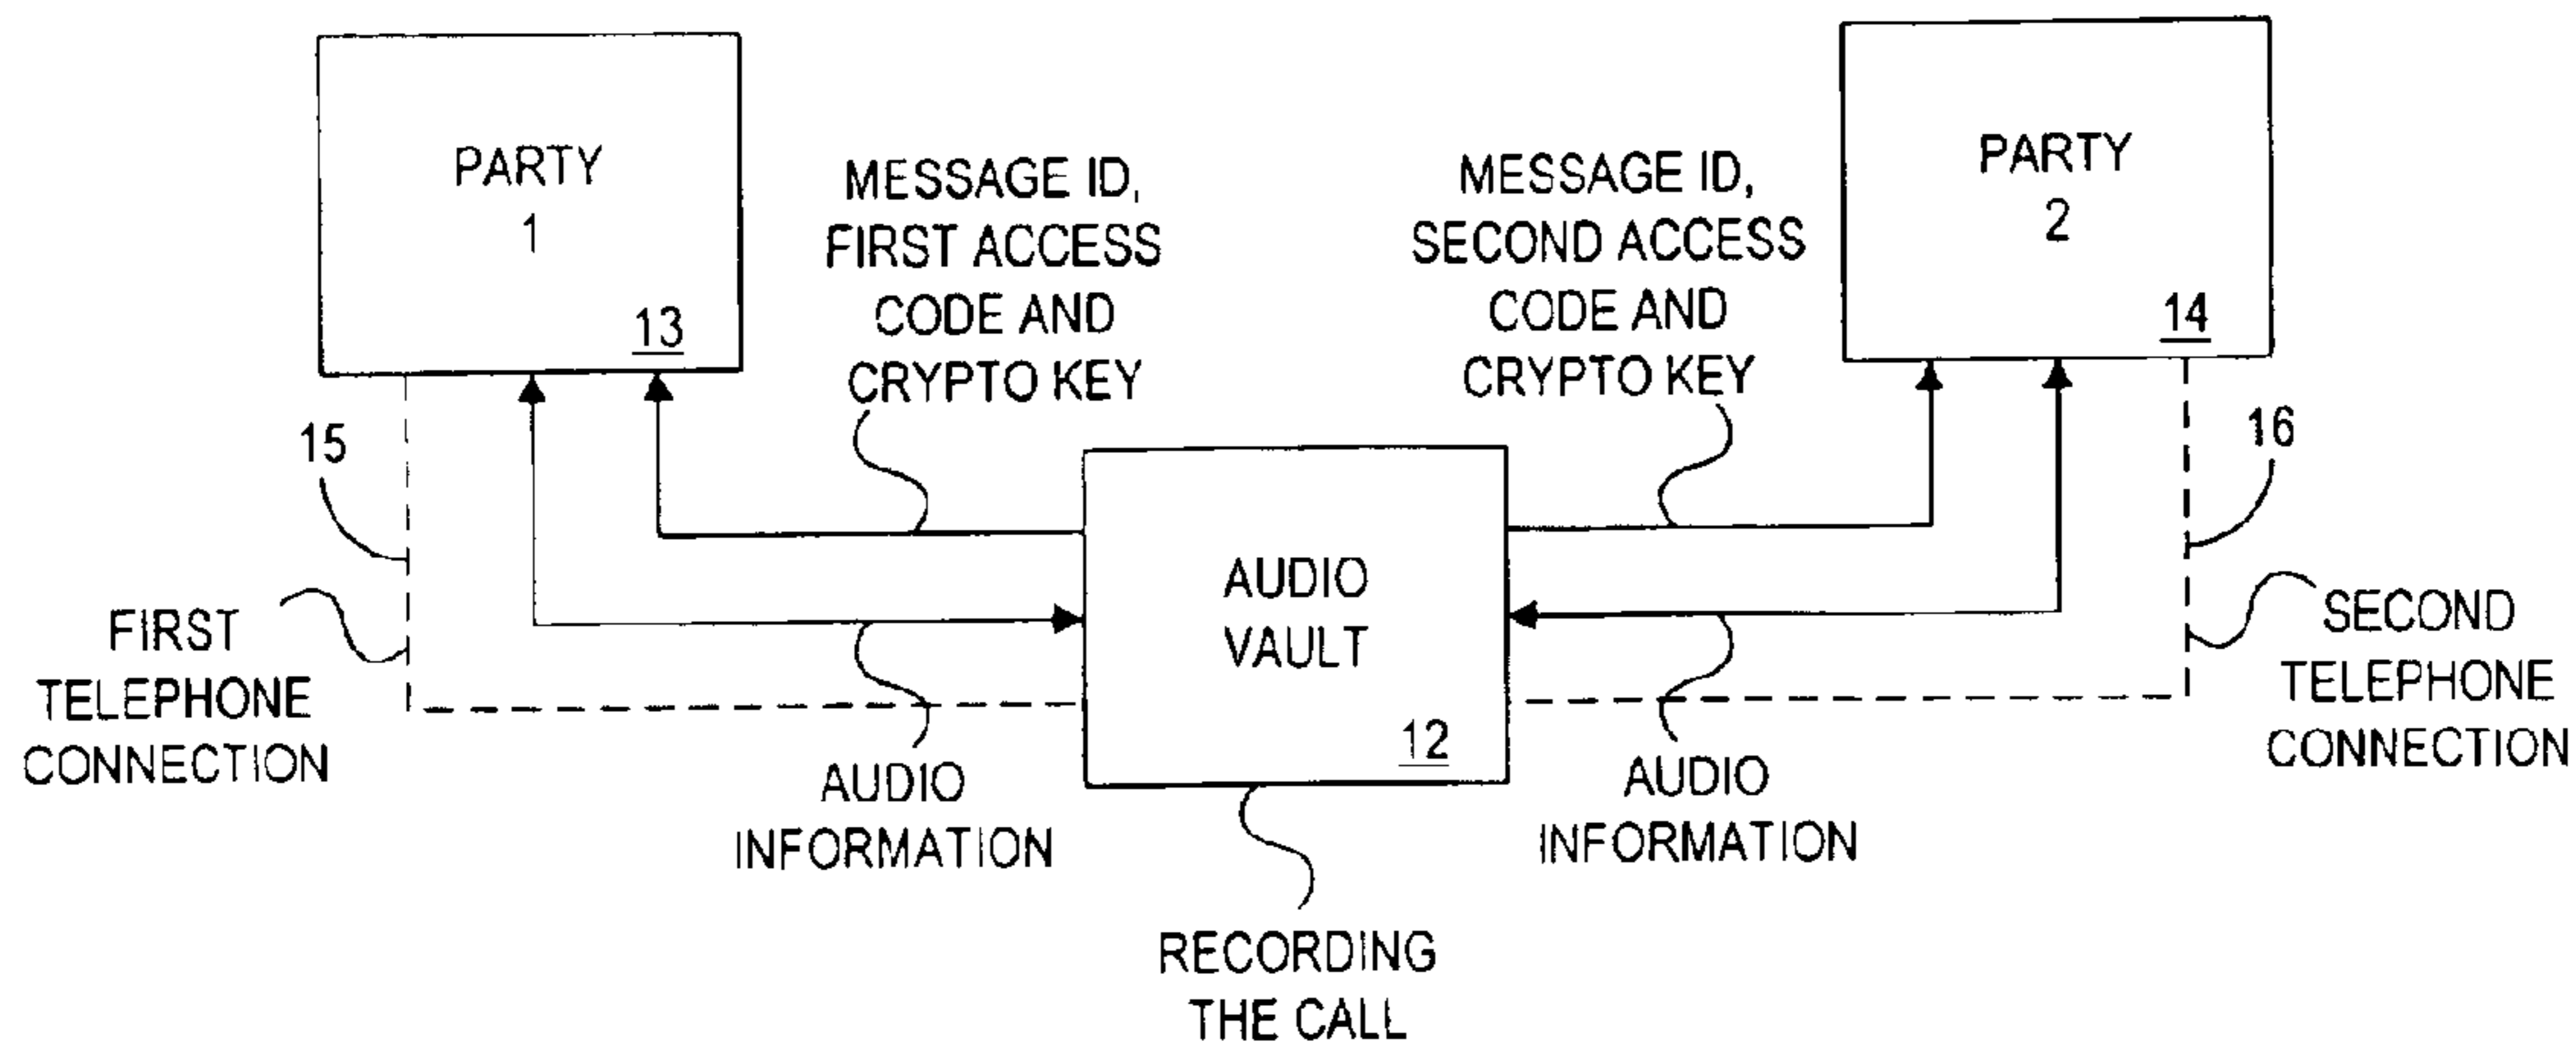 PARTY
1
13
MESSAGE ID,
FIRST ACCESS
CODE AND
CRYPTO KEY
MESSAGE ID,
SECOND ACCESS
CODE AND
CRYPTO KEY
PARTY
2
14
15
16
FIRST
TELEPHONE
CONNECTION
AUDIO
VAULT
12
SECOND
TELEPHONE
CONNECTION
AUDIO
INFORMATION
AUDIO
INFORMATION
RECORDING
THE CALL